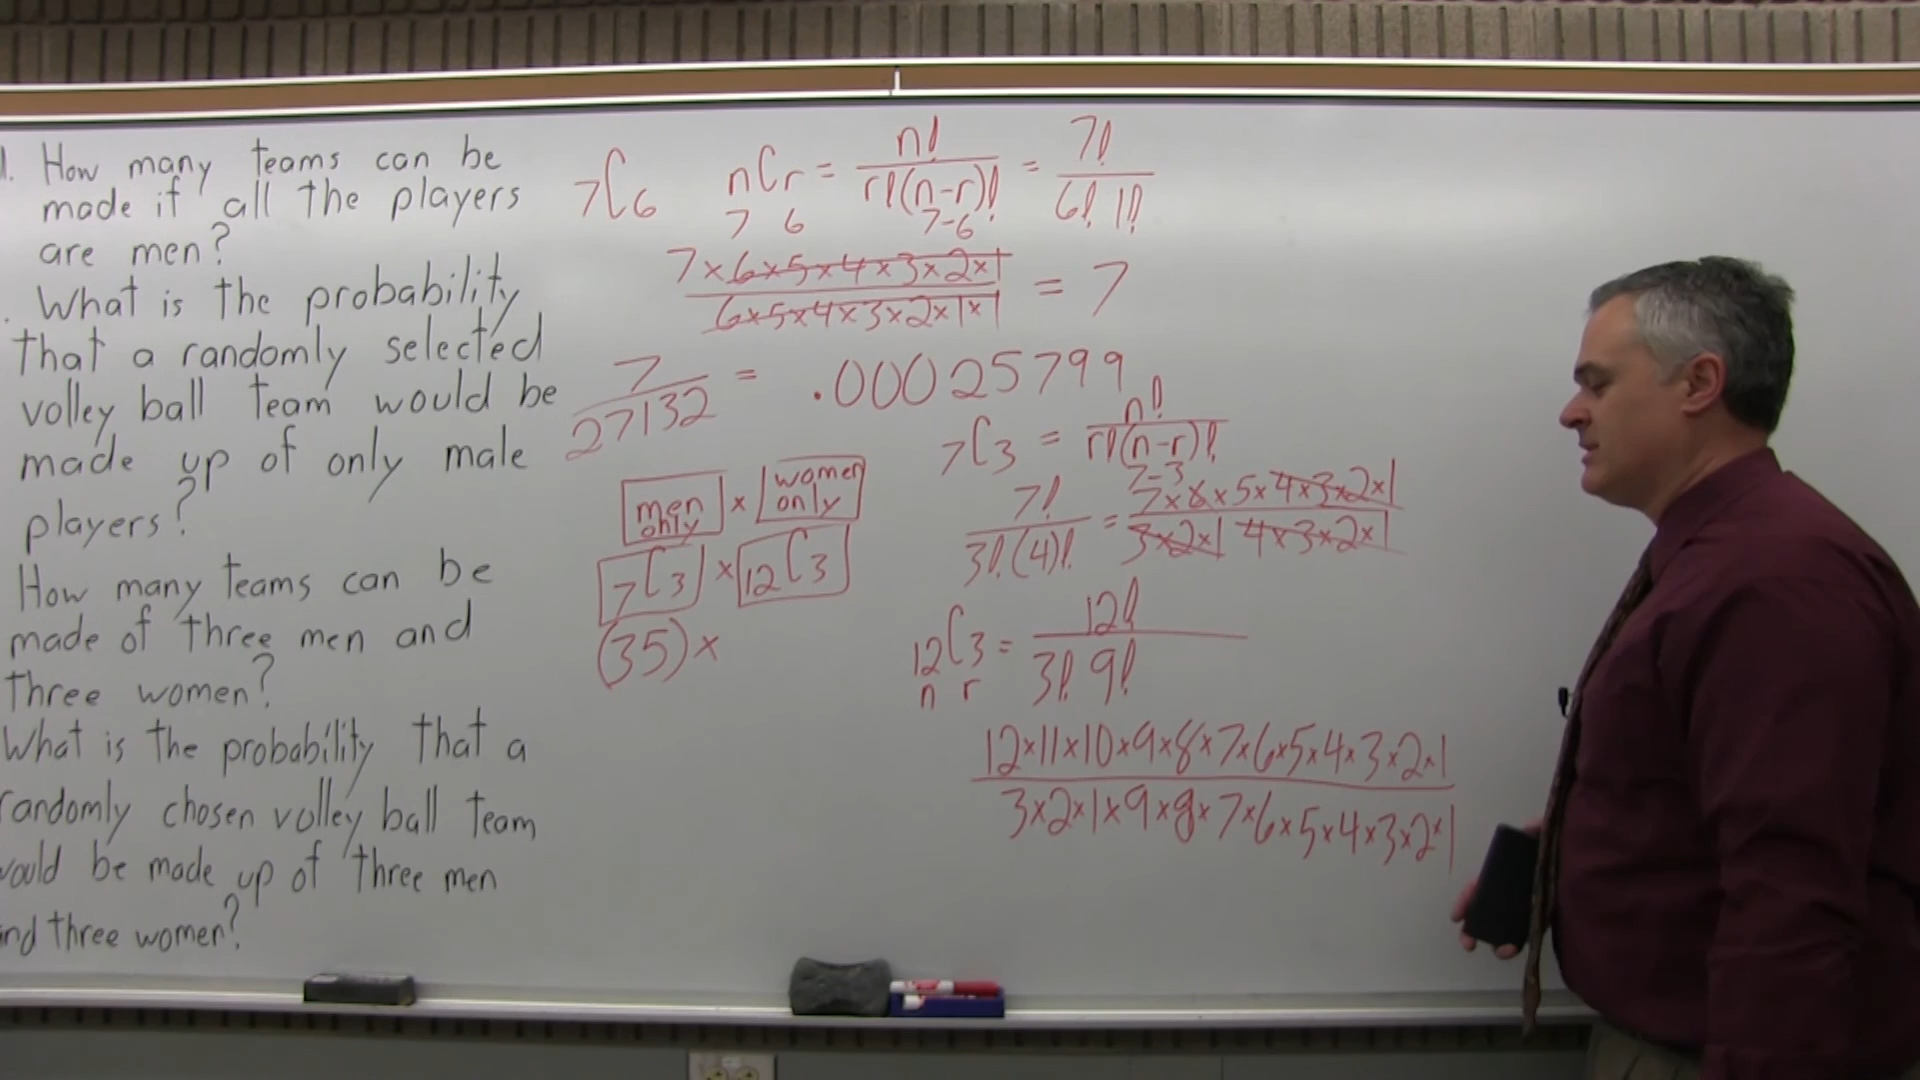 1. How many teams can be
made if all the players
are men?
. What is the probability
that a randomly selected
volley ball team would be
made up of only male
players?
How many teams can be
made of three men and
three women?
What is the probability that a
randomly chosen volley ball team
would be made up of three men
and three women?
7C6
nCr = n! / r!(n-r)! = 7! / 6! 1!
7 6 7-6
7×6×5×4×3×2×1 / 6×5×4×3×2×1×1 = 7
7 / 27132 = .00025799
men only × women only
7C3 × 12C3
(35) ×
7C3 = n! / r!(n-r)!
7-3
7! / 3!(4)! = 7×6×5×4×3×2×1 / 3×2×1 4×3×2×1
12C3 = 12! / 3! 9!
n r
12×11×10×9×8×7×6×5×4×3×2×1
3×2×1×9×8×7×6×5×4×3×2×1